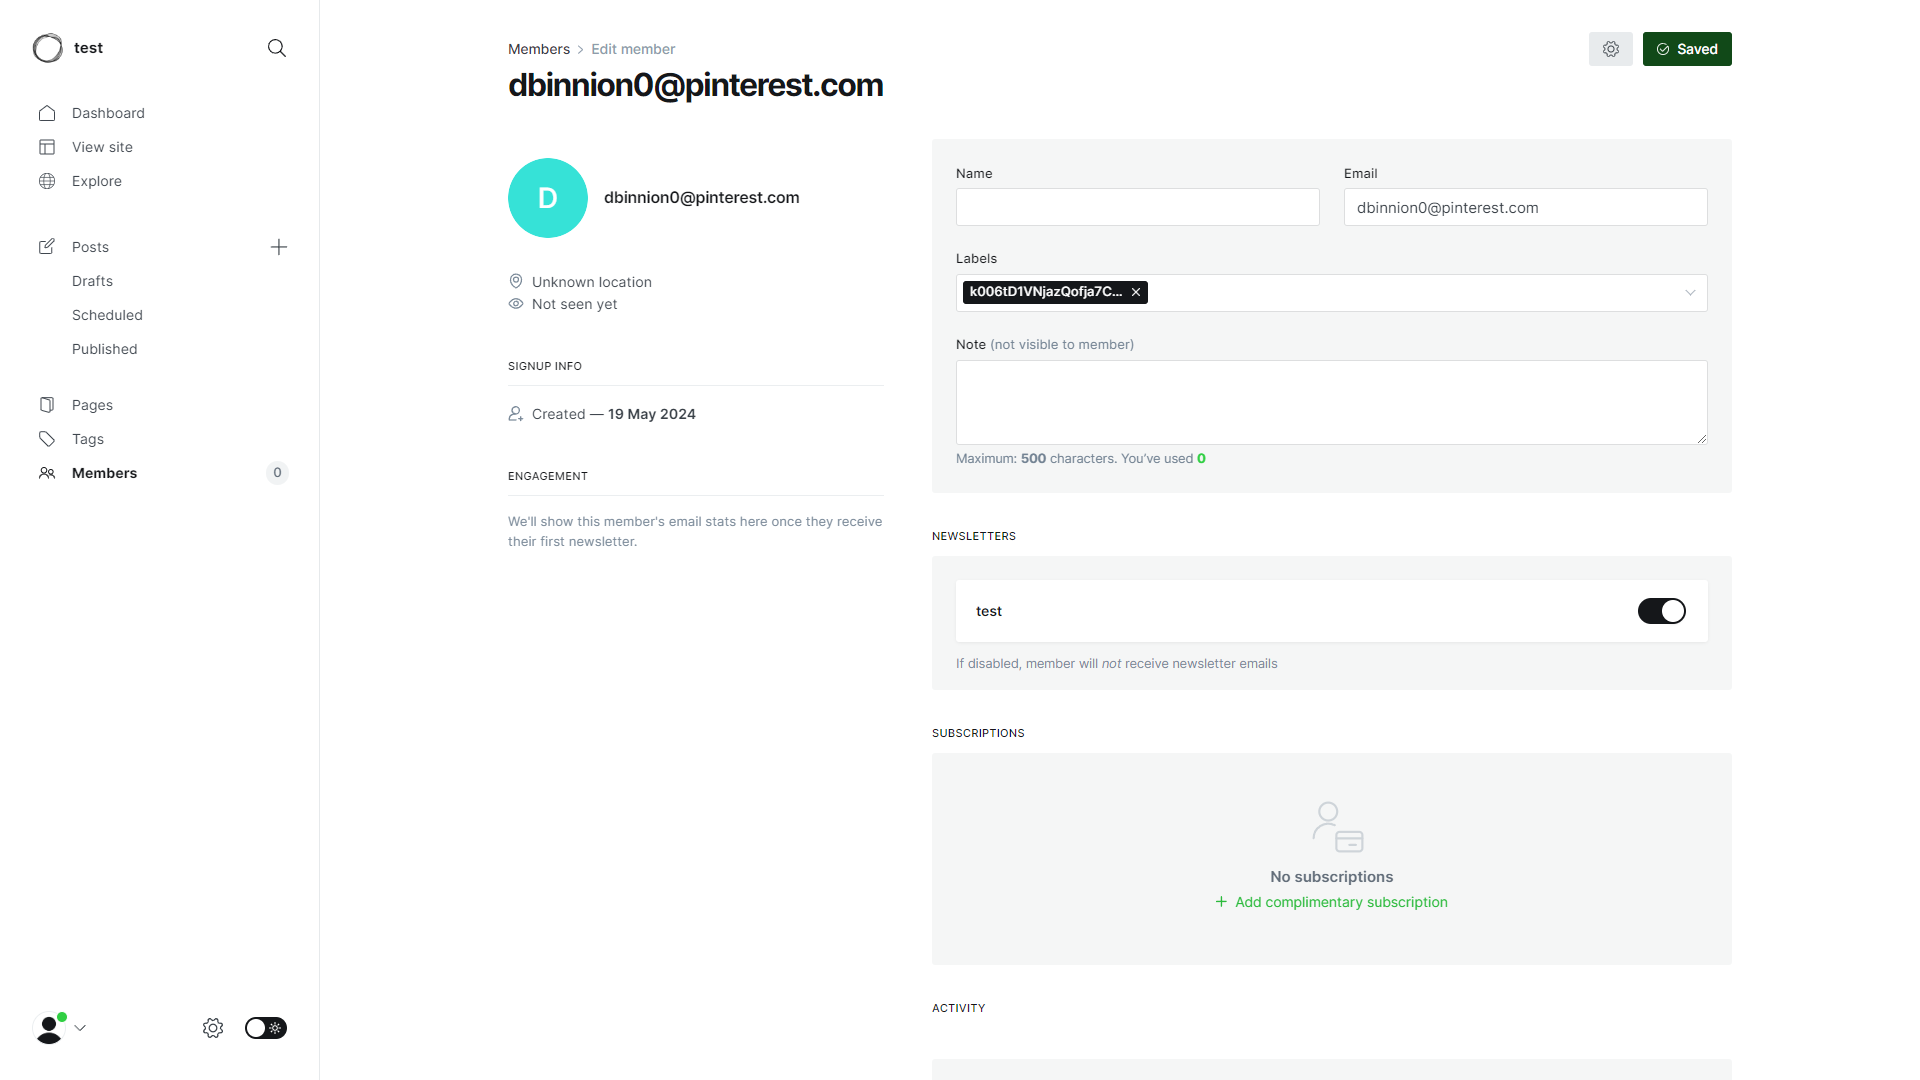 test
Dashboard
View site
Explore
Posts
Drafts
Scheduled
Published
Pages
Tags
Members
0
Members > Edit member
Saved
dbinnion0@pinterest.com
D
dbinnion0@pinterest.com
Unknown location
Not seen yet
SIGNUP INFO
Created — 19 May 2024
ENGAGEMENT
We'll show this member's email stats here once they receive
their first newsletter.
Name
Email
dbinnion0@pinterest.com
Labels
k006tD1VNjazQofja7C...
Note (not visible to member)
Maximum: 500 characters. You've used 0
NEWSLETTERS
test
If disabled, member will not receive newsletter emails
SUBSCRIPTIONS
No subscriptions
Add complimentary subscription
ACTIVITY